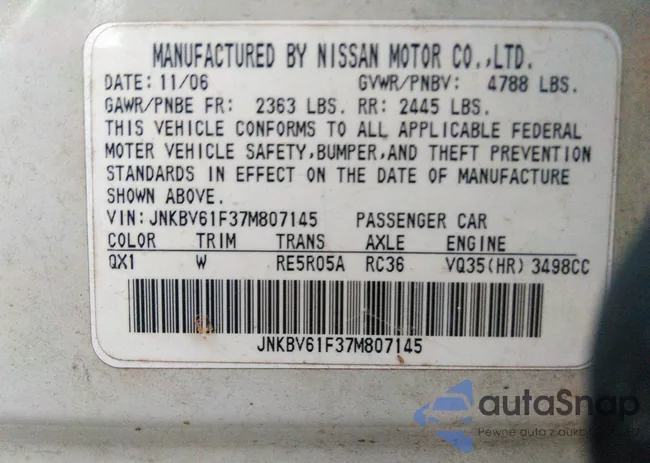 MANUFACTURED BY NISSAN MOTOR CO.,LTD.
DATE: 11/06 GVWR/PNBV: 4788 LBS.
GAWR/PNBE FR: 2363 LBS. RR: 2445 LBS.
THIS VEHICLE CONFORMS TO ALL APPLICABLE FEDERAL
MOTER VEHICLE SAFETY,BUMPER,AND THEFT PREVENTION
STANDARDS IN EFFECT ON THE DATE OF MANUFACTURE
SHOWN ABOVE.
VIN:JNKBV61F37M807145 PASSENGER CAR
COLOR TRIM TRANS AXLE ENGINE
QX1 W RE5R05A RC36 VQ35(HR)3498CC
JNKBV61F37M807145
autaSnap
Pewne auta z aukcji